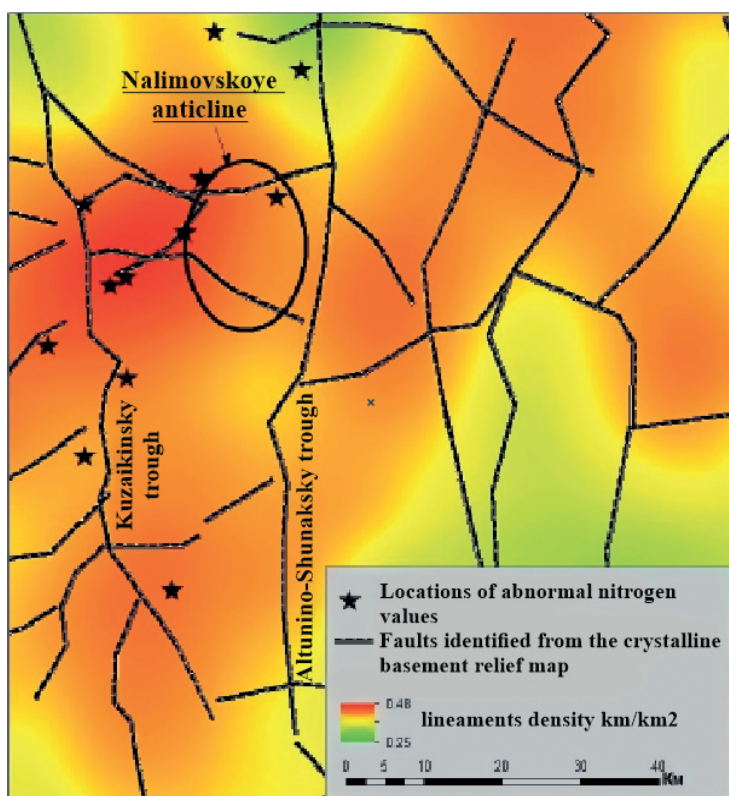 Nalimovskoye
anticline
Kuzaikinsky
trough
Altunino-Shunaksky trough
Locations of abnormal nitrogen
values
Faults identified from the crystalline
basement relief map
0.48
0.25
lineaments density km/km2
0 5 10 20 30 40
Км